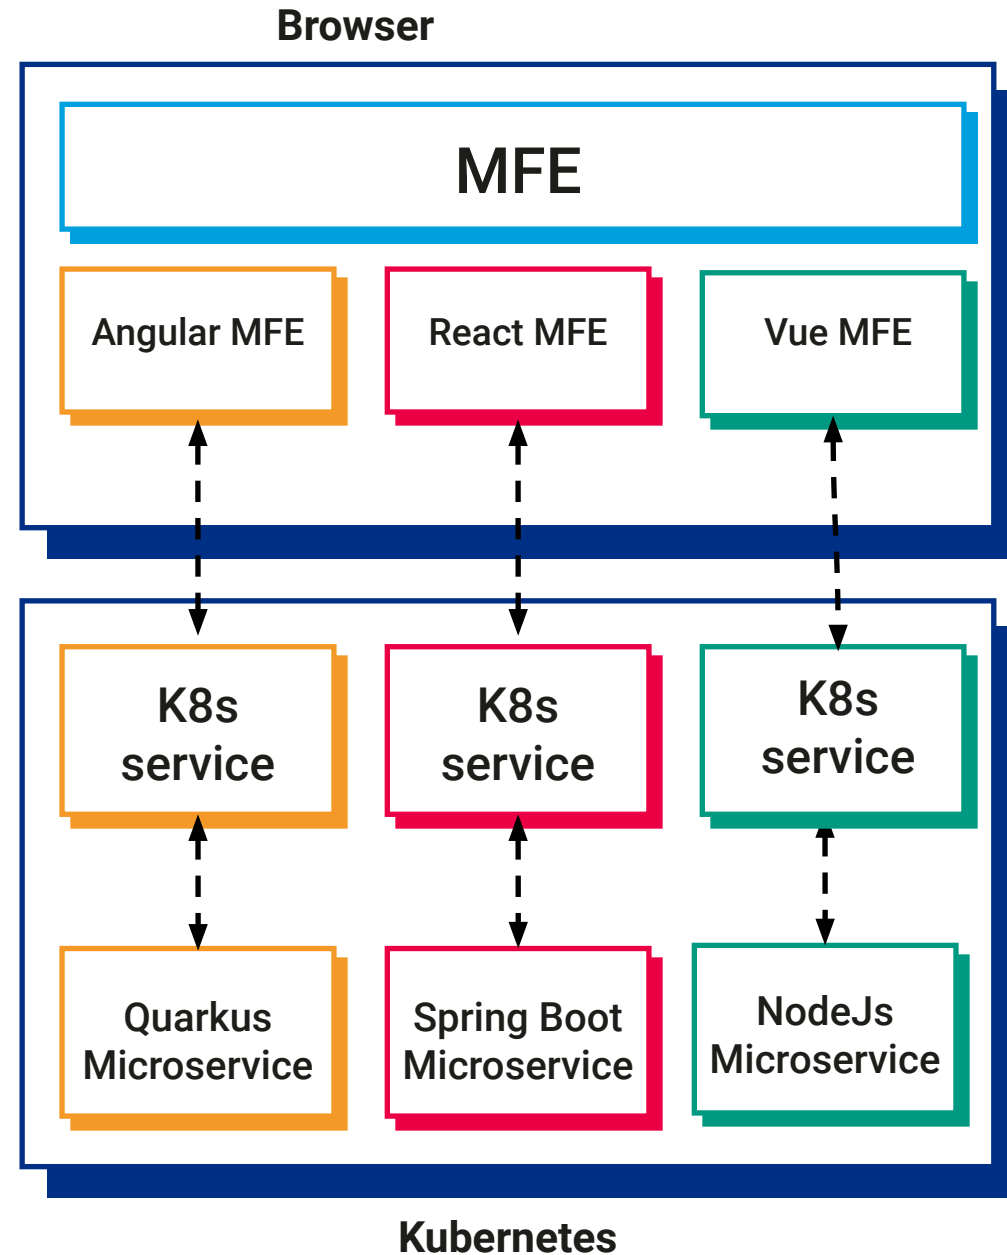 Browser
MFE
Angular MFE
React MFE
Vue MFE
K8s
service
K8s
service
K8s
service
Quarkus
Microservice
Spring Boot
Microservice
NodeJs
Microservice
Kubernetes